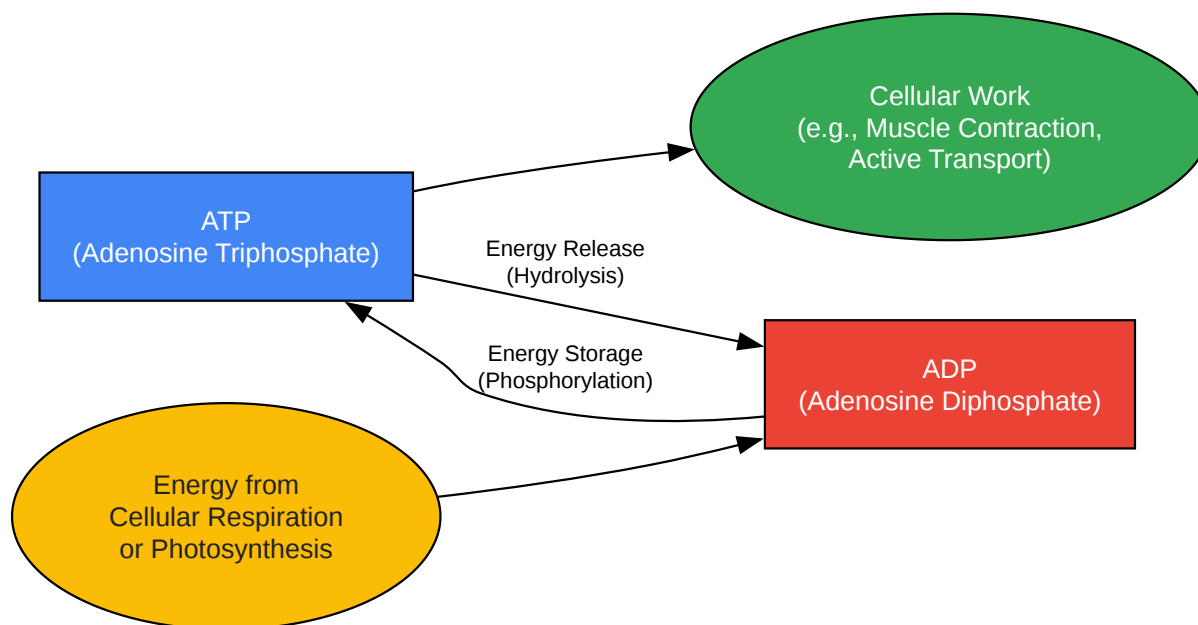 Cellular Work
(e.g., Muscle Contraction,
Active Transport)
ATP
(Adenosine Triphosphate)
Energy Release
(Hydrolysis)
Energy Storage
(Phosphorylation)
ADP
(Adenosine Diphosphate)
Energy from
Cellular Respiration
or Photosynthesis